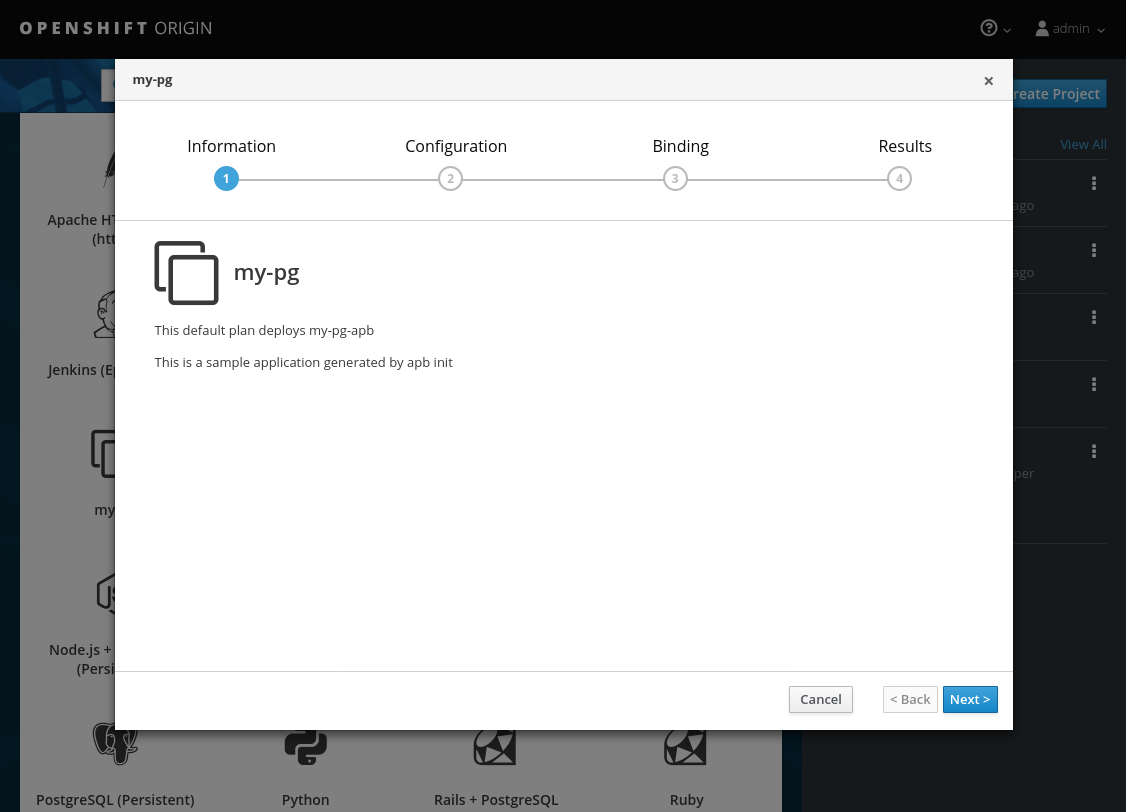 OPENSHIFT ORIGIN
admin
my-pg
×
reate Project
Information
Configuration
Binding
Results
View All
1
2
3
4
ago
Apache HT
(htt
my-pg
ago
This default plan deploys my-pg-apb
This is a sample application generated by apb init
Jenkins (Ep
per
my
JS
Node.js +
(Persi
Cancel
< Back
Next >
PostgreSQL (Persistent)
Python
Rails + PostgreSQL
Ruby